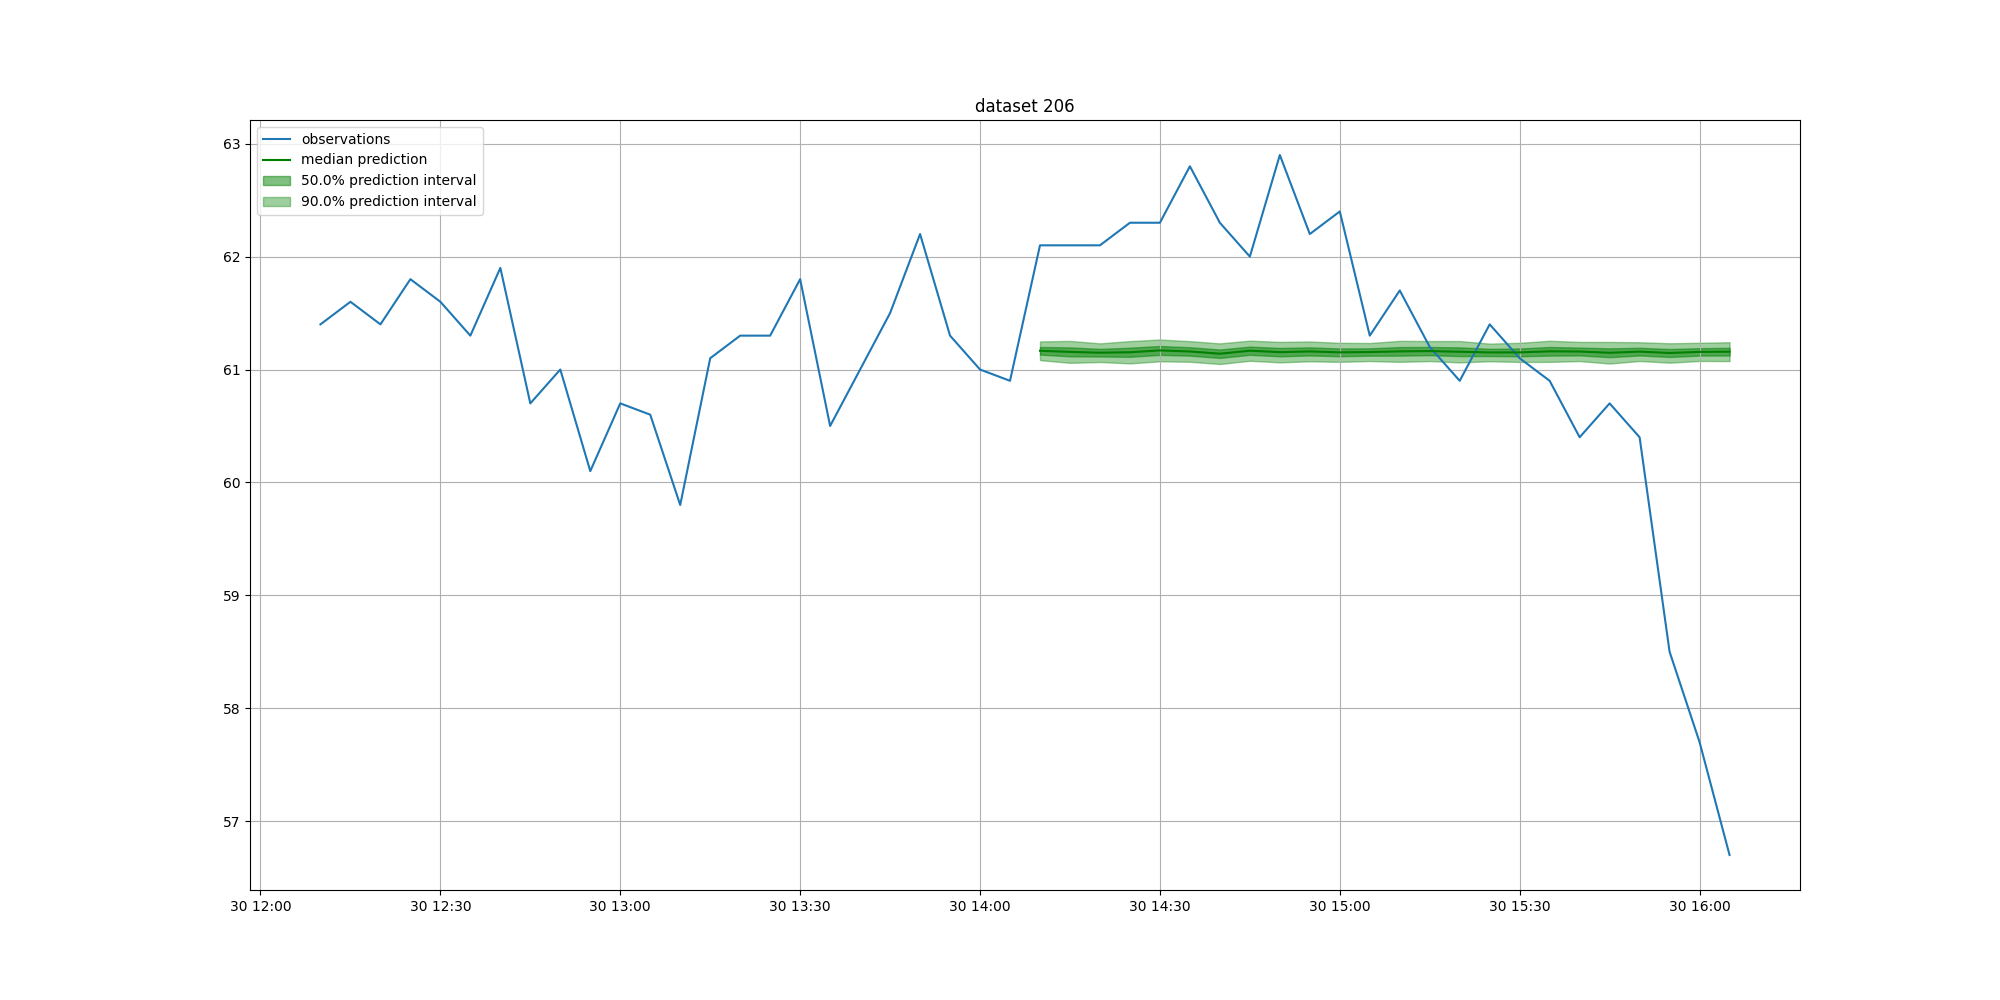 dataset 206
observations
median prediction
50.0% prediction interval
90.0% prediction interval
63
62
61
60
59
58
57
30 12:00 30 12:30 30 13:00 30 13:30 30 14:00 30 14:30 30 15:00 30 15:30 30 16:00